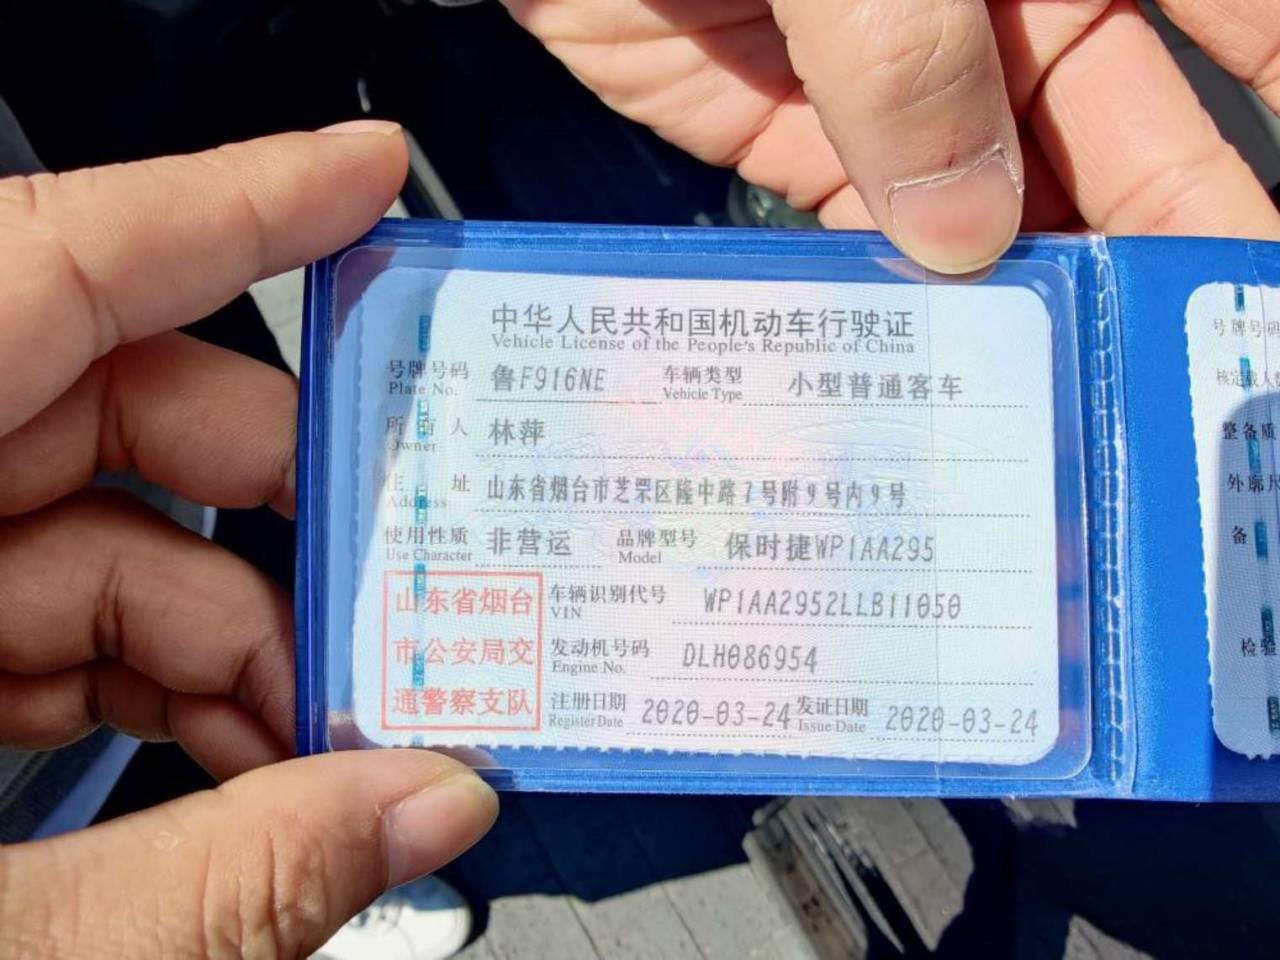 中华人民共和国机动车行驶证
Vehicle License of the People's Republic of China
号牌号码 鲁F916NE 车辆类型 小型普通客车
Plate No. Vehicle Type
所有人 林萍
Owner
住址 山东省烟台市芝罘区隆中路7号附9号内9号
Address
使用性质 非营运 品牌型号 保时捷WP1AA295
Use Character Model
山东省烟台
市公安局交
通警察支队
车辆识别代号 WP1AA2952LLB11050
VIN
发动机号码 DLH086954
Engine No.
注册日期 2020-03-24 发证日期 2020-03-24
Register Date Issue Date
号牌号码
核定载人数
整备质
外廓尺
备
检验